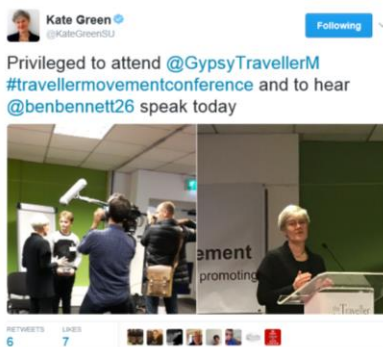 Kate Green
@KateGreenSU
Following
Privileged to attend @GypsyTravellerM
#travellermovementconference and to hear
@benbennett26 speak today
ement
promoting
the Traveller
RETWEETS
LIKES
6
7